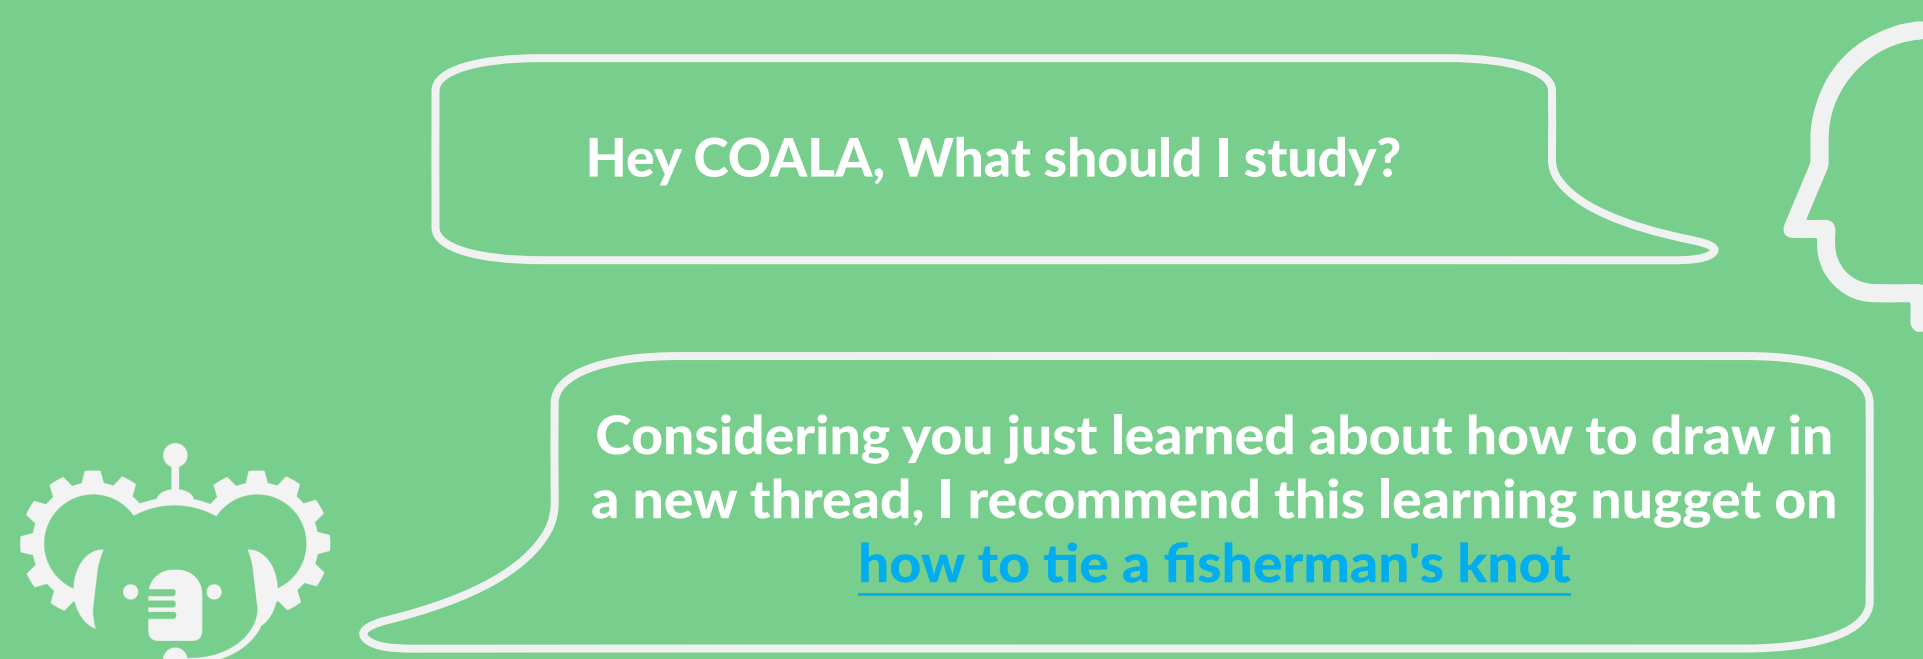 Hey COALA, What should I study?
Considering you just learned about how to draw in
a new thread, I recommend this learning nugget on
how to tie a fisherman's knot